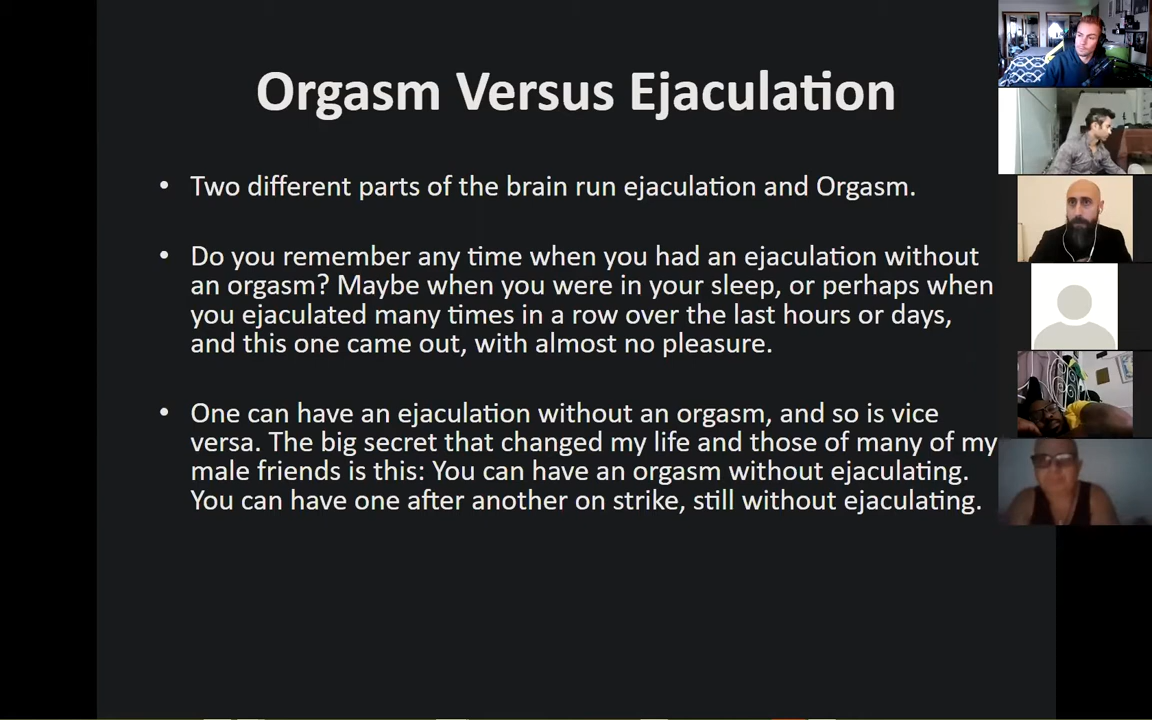 Orgasm Versus Ejaculation
• Two different parts of the brain run ejaculation and Orgasm.
• Do you remember any time when you had an ejaculation without
an orgasm? Maybe when you were in your sleep, or perhaps when
you ejaculated many times in a row over the last hours or days,
and this one came out, with almost no pleasure.
• One can have an ejaculation without an orgasm, and so is vice
versa. The big secret that changed my life and those of many of my
male friends is this: You can have an orgasm without ejaculating.
You can have one after another on strike, still without ejaculating.